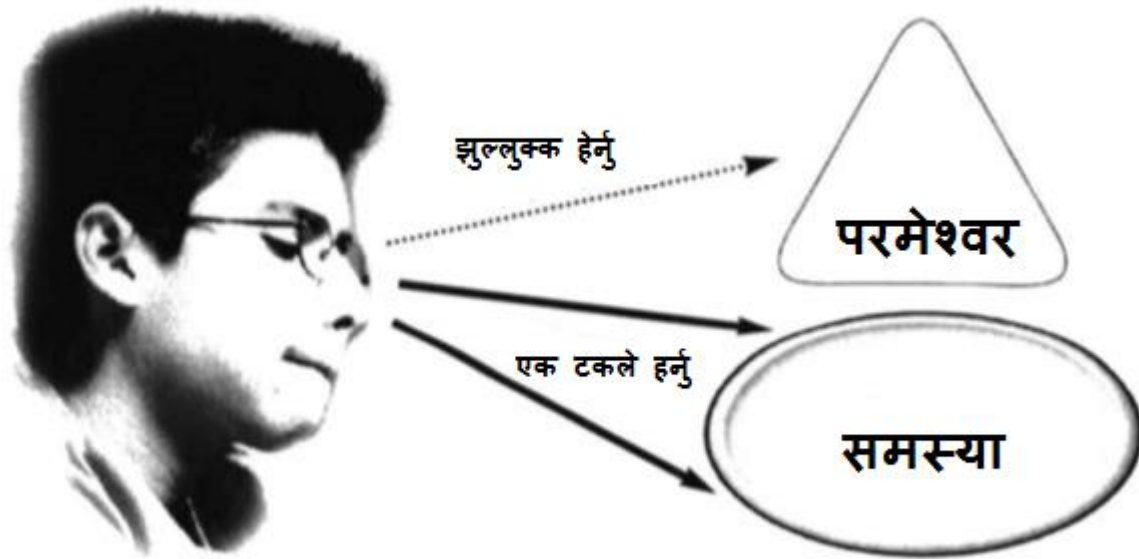 झुल्लुक्क हेर्नु
परमेश्वर
एक टकले हर्नु
समस्या